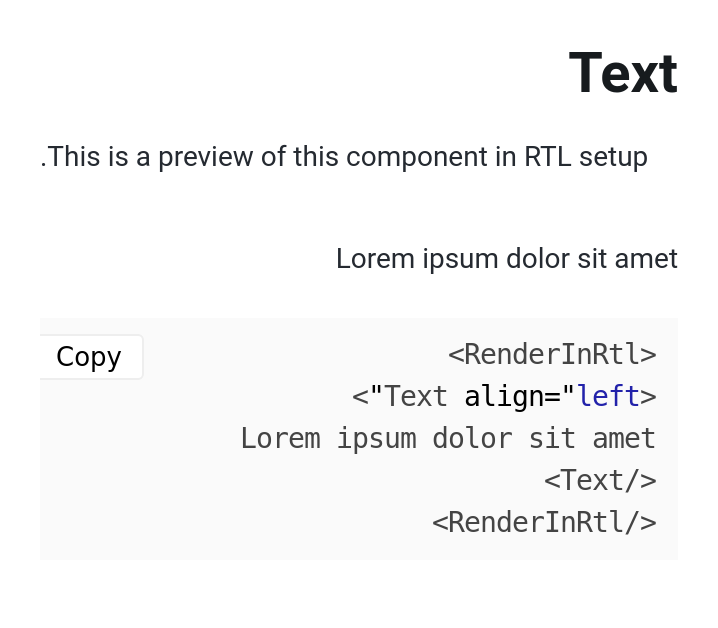 Text
.This is a preview of this component in RTL setup
Lorem ipsum dolor sit amet
Copy
<RenderInRtl>
<"Text align="left>
Lorem ipsum dolor sit amet
<Text/>
<RenderInRtl/>